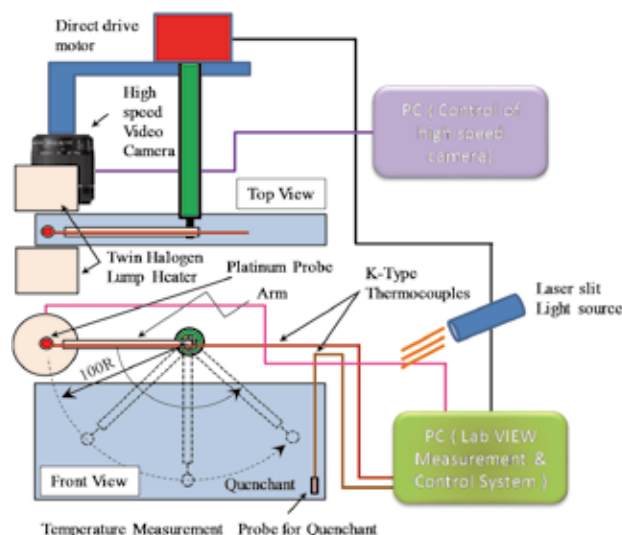 Direct drive
motor
High
speed
Video
Camera
PC ( Control of
high speed
camera)
Top View
Twin Halogen
Lump Heater
Platinum Probe
Arm
K-Type
Thermocouples
Laser slit
Light source
100R
PC ( Lab VIEW
Measurement &
Control System )
Front View
Quenchant
Temperature Measurement
Probe for Quenchant